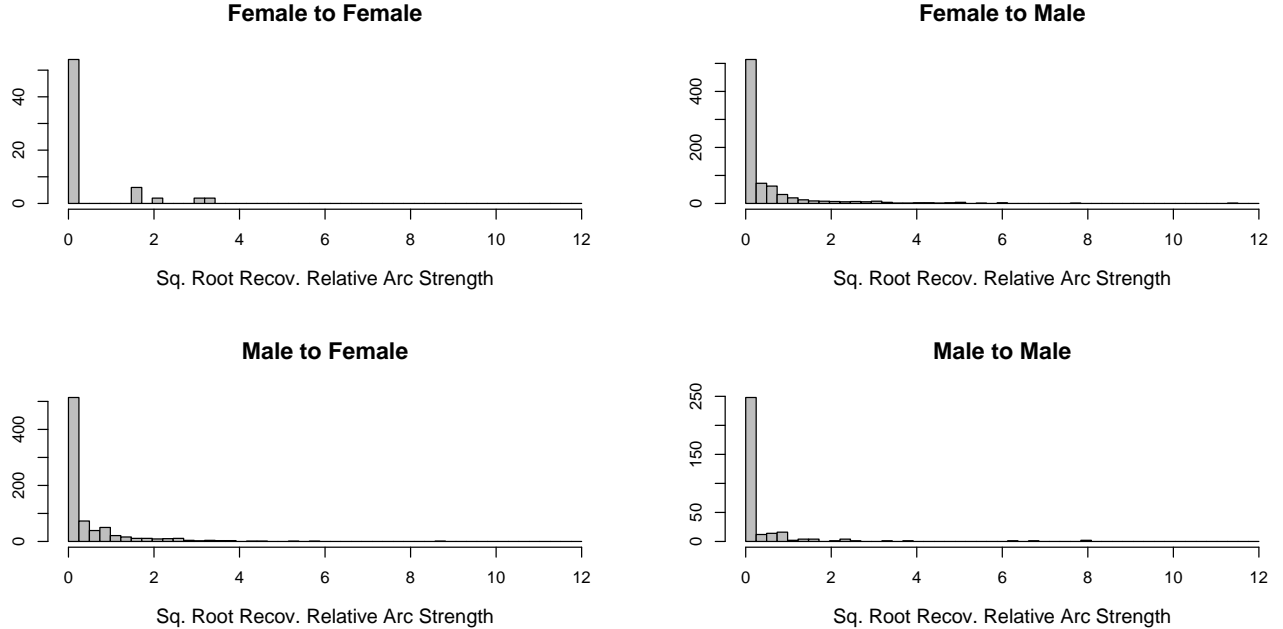 Female to Female
0 20 40
0 2 4 6 8 10 12
Sq. Root Recov. Relative Arc Strength
Female to Male
0 200 400
0 2 4 6 8 10 12
Sq. Root Recov. Relative Arc Strength
Male to Female
0 200 400
0 2 4 6 8 10 12
Sq. Root Recov. Relative Arc Strength
Male to Male
0 50 150 250
0 2 4 6 8 10 12
Sq. Root Recov. Relative Arc Strength